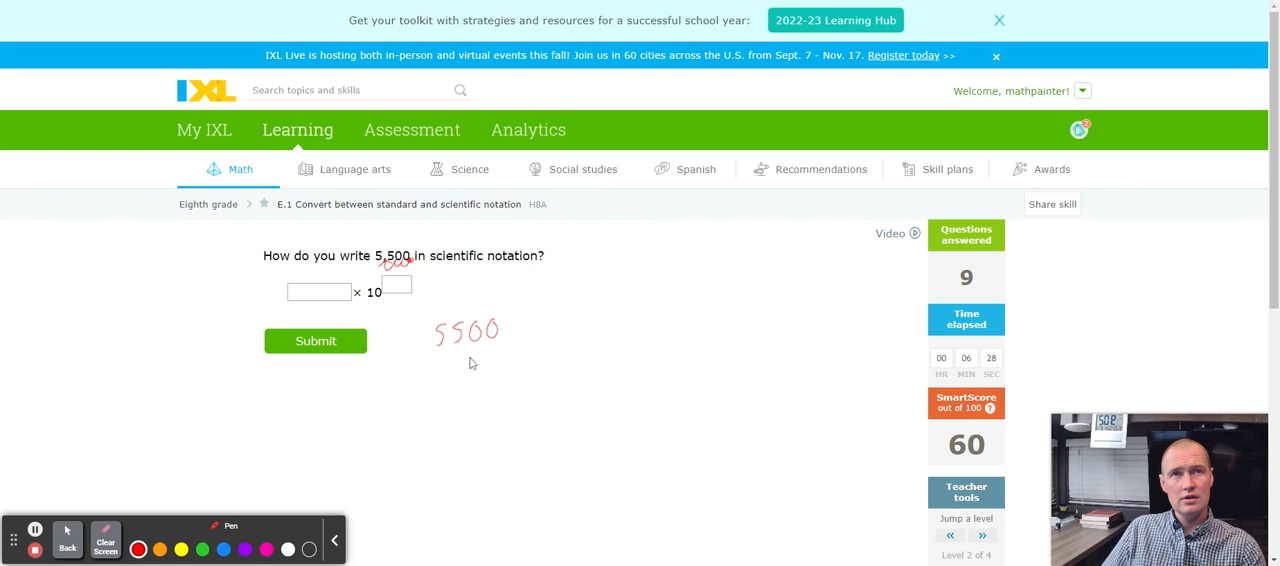 Get your toolkit with strategies and resources for a successful school year: 2022-23 Learning Hub
IXL Live is hosting both in-person and virtual events this fall! Join us in 60 cities across the U.S. from Sept. 7 - Nov. 17. Register today >>
IXL Search topics and skills Welcome, mathpainter!
My IXL Learning Assessment Analytics 2
Math Language arts Science Social studies Spanish Recommendations Skill plans Awards
Eighth grade > E.1 Convert between standard and scientific notation H8A Share skill
Video
Questions answered
How do you write 5,500 in scientific notation?
9
× 10
Time elapsed
5500
Submit
00 06 28
HR MIN SEC
SmartScore out of 100 ?
60
Teacher tools
Jump a level
Level 2 of 4
Pen
Back
Clear Screen